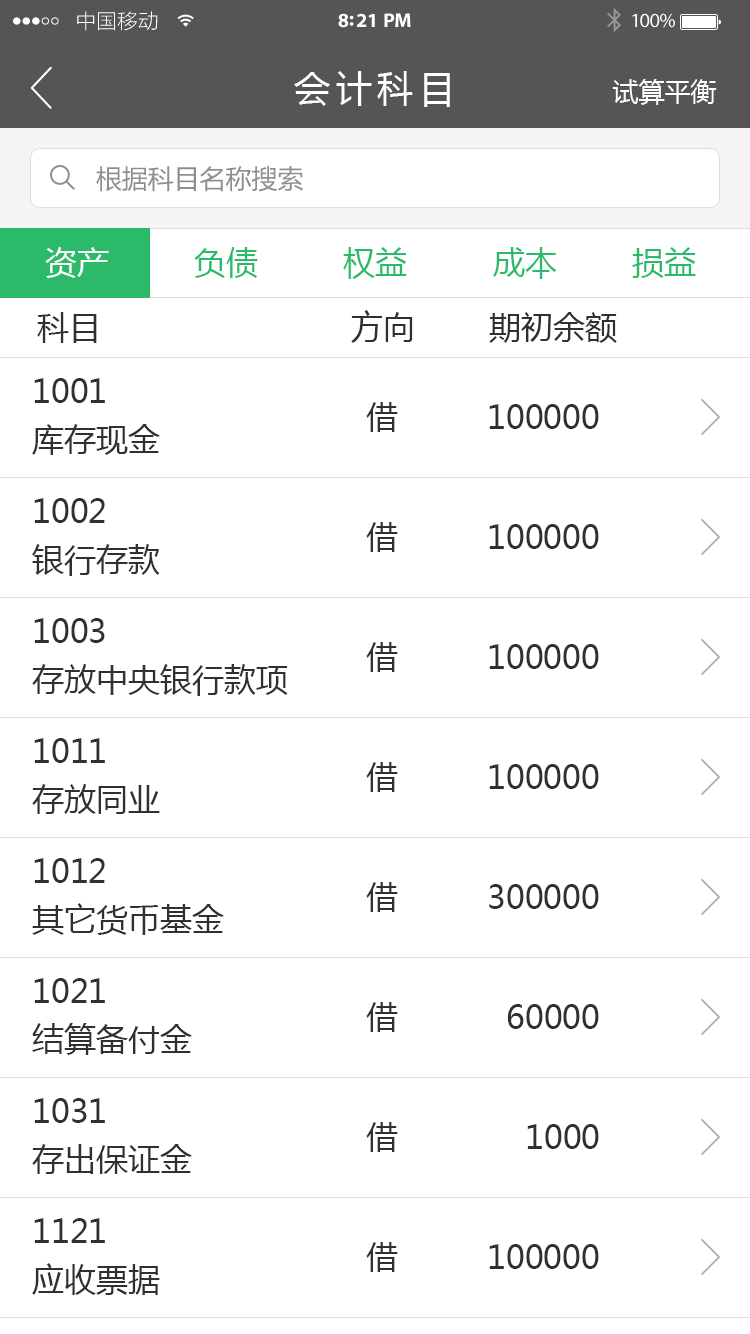 中国移动 8:21 PM 100%
会计科目 试算平衡
根据科目名称搜索
资产 负债 权益 成本 损益
科目 方向 期初余额
1001
库存现金 借 100000
1002
银行存款 借 100000
1003
存放中央银行款项 借 100000
1011
存放同业 借 100000
1012
其它货币基金 借 300000
1021
结算备付金 借 60000
1031
存出保证金 借 1000
1121
应收票据 借 100000